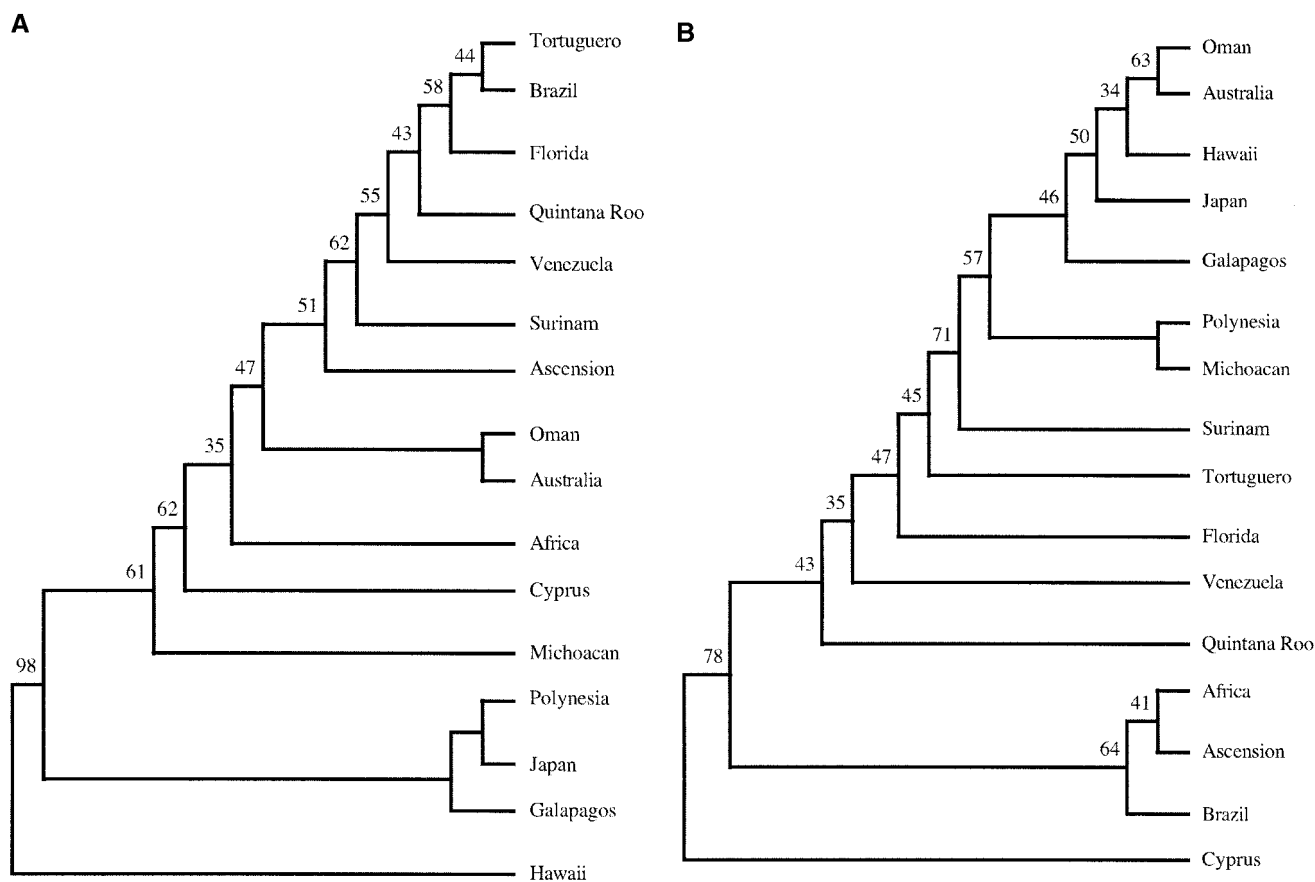 A
44
Tortuguero
58
Brazil
43
Florida
55
Quintana Roo
62
Venezuela
51
Surinam
47
Ascension
35
Oman
Australia
62
Africa
61
Cyprus
98
Michoacan
Polynesia
Japan
Galapagos
Hawaii
B
63
Oman
34
Australia
50
Hawaii
46
Japan
57
Galapagos
71
Polynesia
Michoacan
45
Surinam
47
Tortuguero
35
Florida
43
Venezuela
78
Quintana Roo
41
Africa
64
Ascension
Brazil
Cyprus